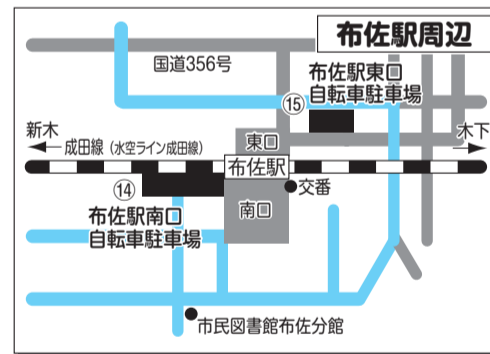 布佐駅周辺
国道356号
布佐駅東口
⑮ 自転車駐車場
新木
成田線（水空ライン成田線）
東口
木下
布佐駅
⑭
交番
布佐駅南口
自転車駐車場
南口
市民図書館布佐分館